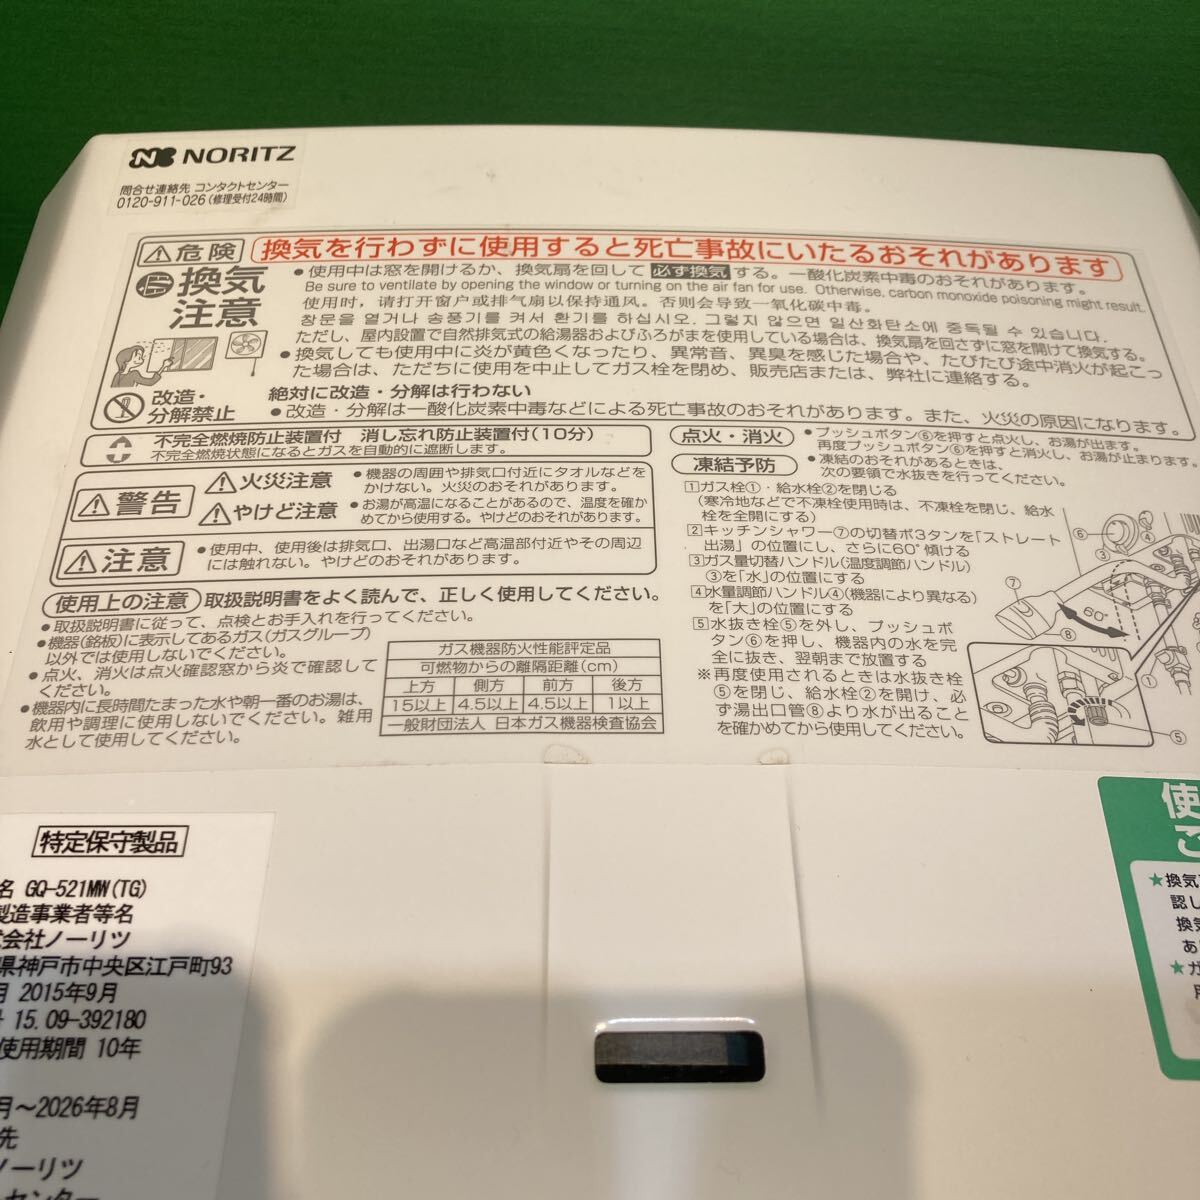 NORITZ
問合せ連絡先 コンタクトセンター
0120-911-026(修理受付24時間)
危険 換気を行わずに使用すると死亡事故にいたるおそれがあります
換気注意
●使用中は窓を開けるか、換気扇を回して必ず換気する。一酸化炭素中毒のおそれがあります。
Be sure to ventilate by opening the window or turning on the air fan for use. Otherwise, carbon monoxide poisoning might result.
使用时，请打开窗户或排气扇以保持通风。否则会导致一氧化碳中毒。
창문을 열거나 송풍기를 켜서 환기를 하십시오. 그렇지 않으면 일산화탄소에 중독될 수 있습니다.
ただし、屋内設置で自然排気式の給湯器およびふろがまを使用している場合は、換気扇を回さずに窓を開けて換気する。
●換気しても使用中に炎が黄色くなったり、異常音、異臭を感じた場合や、たびたび途中消火が起こっ
た場合は、ただちに使用を中止してガス栓を閉め、販売店または、弊社に連絡する。
改造・分解禁止
絶対に改造・分解は行わない
●改造・分解は一酸化炭素中毒などによる死亡事故のおそれがあります。また、火災の原因になります。
不完全燃焼防止装置付 消し忘れ防止装置付(10分)
不完全燃焼状態になるとガスを自動的に遮断します。
警告
火災注意
●機器の周囲や排気口付近にタオルなどを
かけない。火災のおそれがあります。
やけど注意
●お湯が高温になることがあるので、温度を確か
めてから使用する。やけどのおそれがあります。
注意
●使用中、使用後は排気口、出湯口など高温部付近やその周辺
には触れない。やけどのおそれがあります。
使用上の注意 取扱説明書をよく読んで、正しく使用してください。
●取扱説明書に従って、点検とお手入れを行ってください。
●機器(銘板)に表示してあるガス(ガスグループ)
以外では使用しないでください。
●点火、消火は点火確認窓から炎で確認して
ください。
●機器内に長時間たまった水や朝一番のお湯は、
飲用や調理に使用しないでください。雑用
水として使用してください。
ガス機器防火性能評定品
可燃物からの離隔距離(cm)
上方 側方 前方 後方
15以上 4.5以上 4.5以上 1以上
一般財団法人 日本ガス機器検査協会
点火・消火
●プッシュボタン⑥を押すと点火し、お湯が出ます。
再度プッシュボタン⑥を押すと消火し、お湯が止まります。
凍結予防
●凍結のおそれがあるときは、
次の要領で水抜きを行ってください。
1 ガス栓①・給水栓②を閉じる
(寒冷地などで不凍栓使用時は、不凍栓を閉じ、給水
栓を全開にする)
2 キッチンシャワー⑦の切替ボタンを「ストレート
出湯」の位置にし、さらに60°傾ける
3 ガス量切替ハンドル(温度調節ハンドル)
③を「水」の位置にする
4 水量調節ハンドル④(機器により異なる)
を「大」の位置にする
5 水抜き栓⑤を外し、プッシュボ
タン⑥を押し、機器内の水を完
全に抜き、翌朝まで放置する
※再度使用されるときは水抜き栓
⑤を閉じ、給水栓②を開け、必
ず湯出口管⑧より水が出ること
を確かめてから使用してください。
⑥
③
④
⑦
60°
⑧
①
⑤
特定保守製品
名 GQ-521MW(TG)
製造事業者等名
式会社ノーリツ
県神戸市中央区江戸町93
月 2015年9月
15.09-392180
使用期間 10年
月～2026年8月
先
ノーリツ
センター
使
ご
★換気
認し
換気
あ
★ガ
用